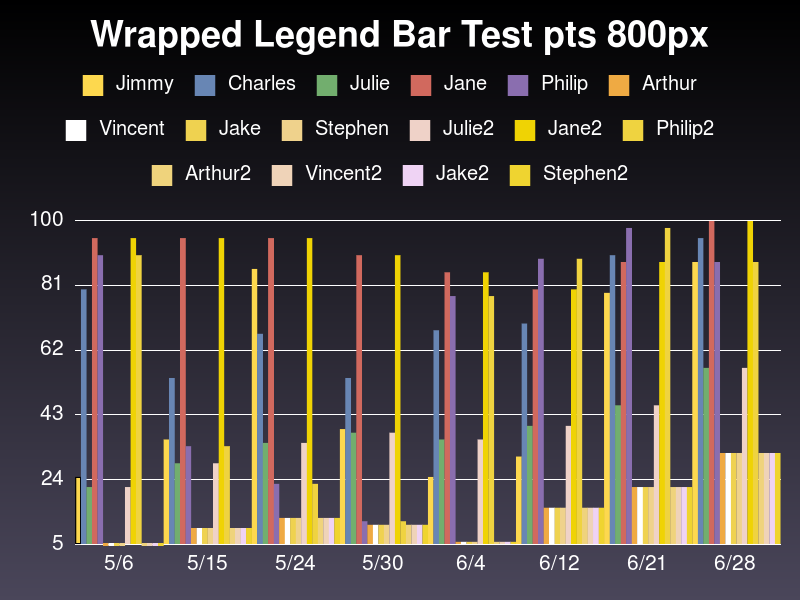 Wrapped Legend Bar Test pts 800px
Jimmy Charles Julie Jane Philip Arthur
Vincent Jake Stephen Julie2 Jane2 Philip2
Arthur2 Vincent2 Jake2 Stephen2
100
81
62
43
24
5
5/6 5/15 5/24 5/30 6/4 6/12 6/21 6/28